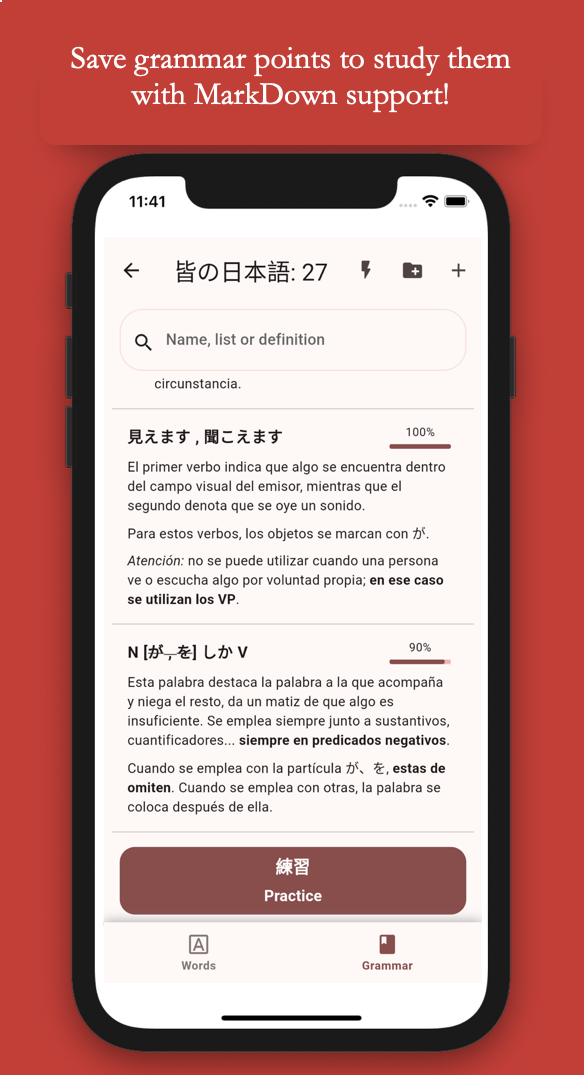 Save grammar points to study them
with MarkDown support!
11:41
皆の日本語: 27
Name, list or definition
circunstancia.
見えます , 聞こえます
100%
El primer verbo indica que algo se encuentra dentro
del campo visual del emisor, mientras que el
segundo denota que se oye un sonido.
Para estos verbos, los objetos se marcan con が.
Atención: no se puede utilizar cuando una persona
ve o escucha algo por voluntad propia; en ese caso
se utilizan los VP.
N [が , を] しか V
90%
Esta palabra destaca la palabra a la que acompaña
y niega el resto, da un matiz de que algo es
insuficiente. Se emplea siempre junto a sustantivos,
cuantificadores... siempre en predicados negativos.
Cuando se emplea con la partícula が、を, estas de
omiten. Cuando se emplea con otras, la palabra se
coloca después de ella.
練習
Practice
Words
Grammar